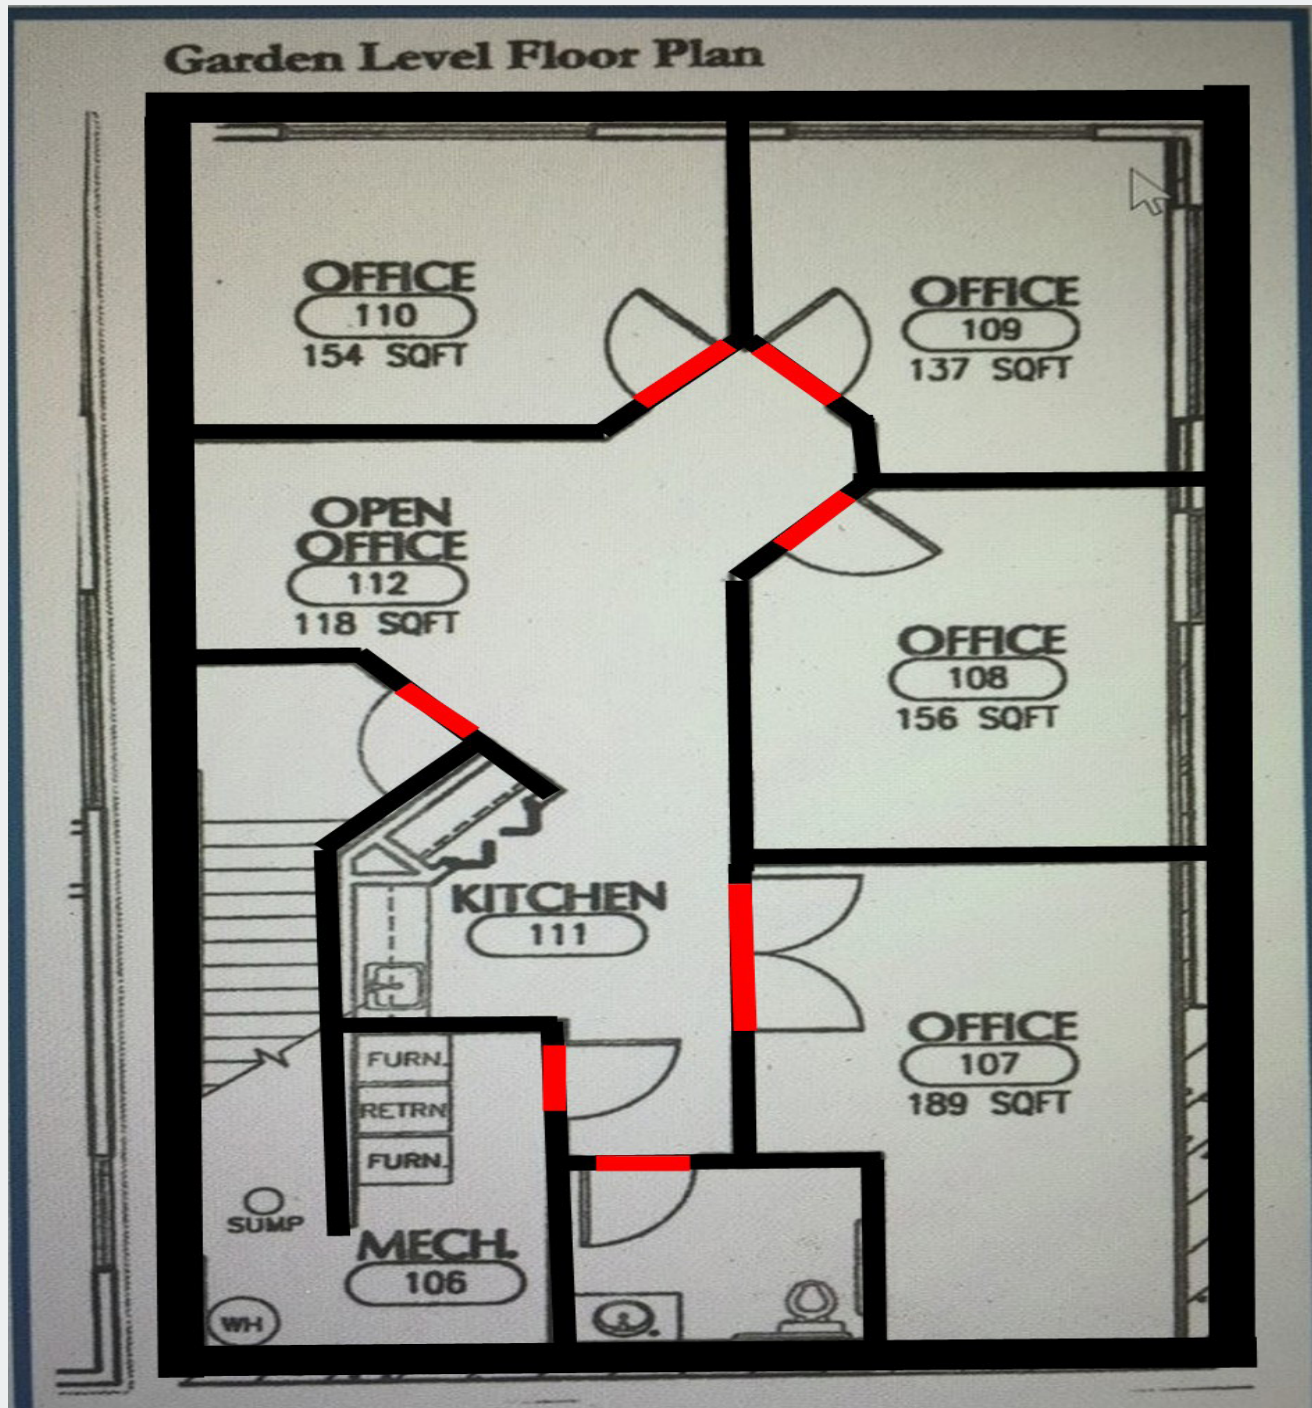 Garden Level Floor Plan
OFFICE
110
154 SQFT
OFFICE
109
137 SQFT
OPEN
OFFICE
112
118 SQFT
OFFICE
108
156 SQFT
KITCHEN
111
OFFICE
107
189 SQFT
FURN.
RETRN
FURN.
SUMP
MECH.
106
WH